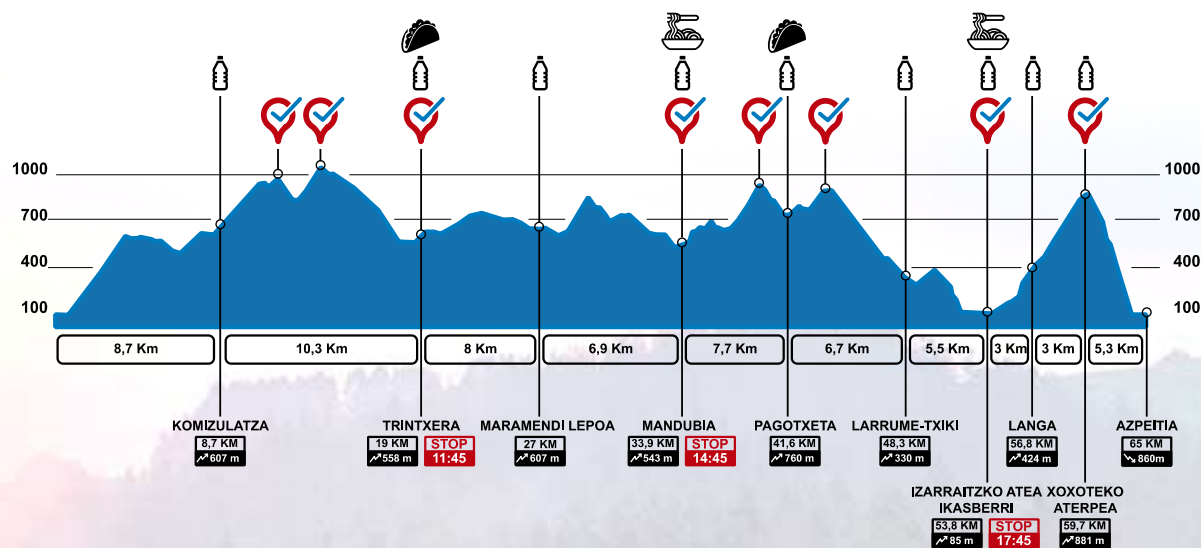 1000
1000
700
700
400
400
100
100
8,7 Km
10,3 Km
8 Km
6,9 Km
7,7 Km
6,7 Km
5,5 Km
3 Km
3 Km
5,3 Km
KOMIZULATZA
8,7 KM
607 m
TRINTXERA
19 KM
558 m
STOP
11:45
MARAMENDI LEPOA
27 KM
607 m
MANDUBIA
33,9 KM
543 m
STOP
14:45
PAGOTXETA
41,6 KM
760 m
LARRUME-TXIKI
48,3 KM
330 m
LANGA
56,8 KM
424 m
AZPEITIA
65 KM
860m
IZARRAITZKO ATEA
IKASBERRI
53,8 KM
85 m
STOP
17:45
XOXOTEKO
ATERPEA
59,7 KM
881 m